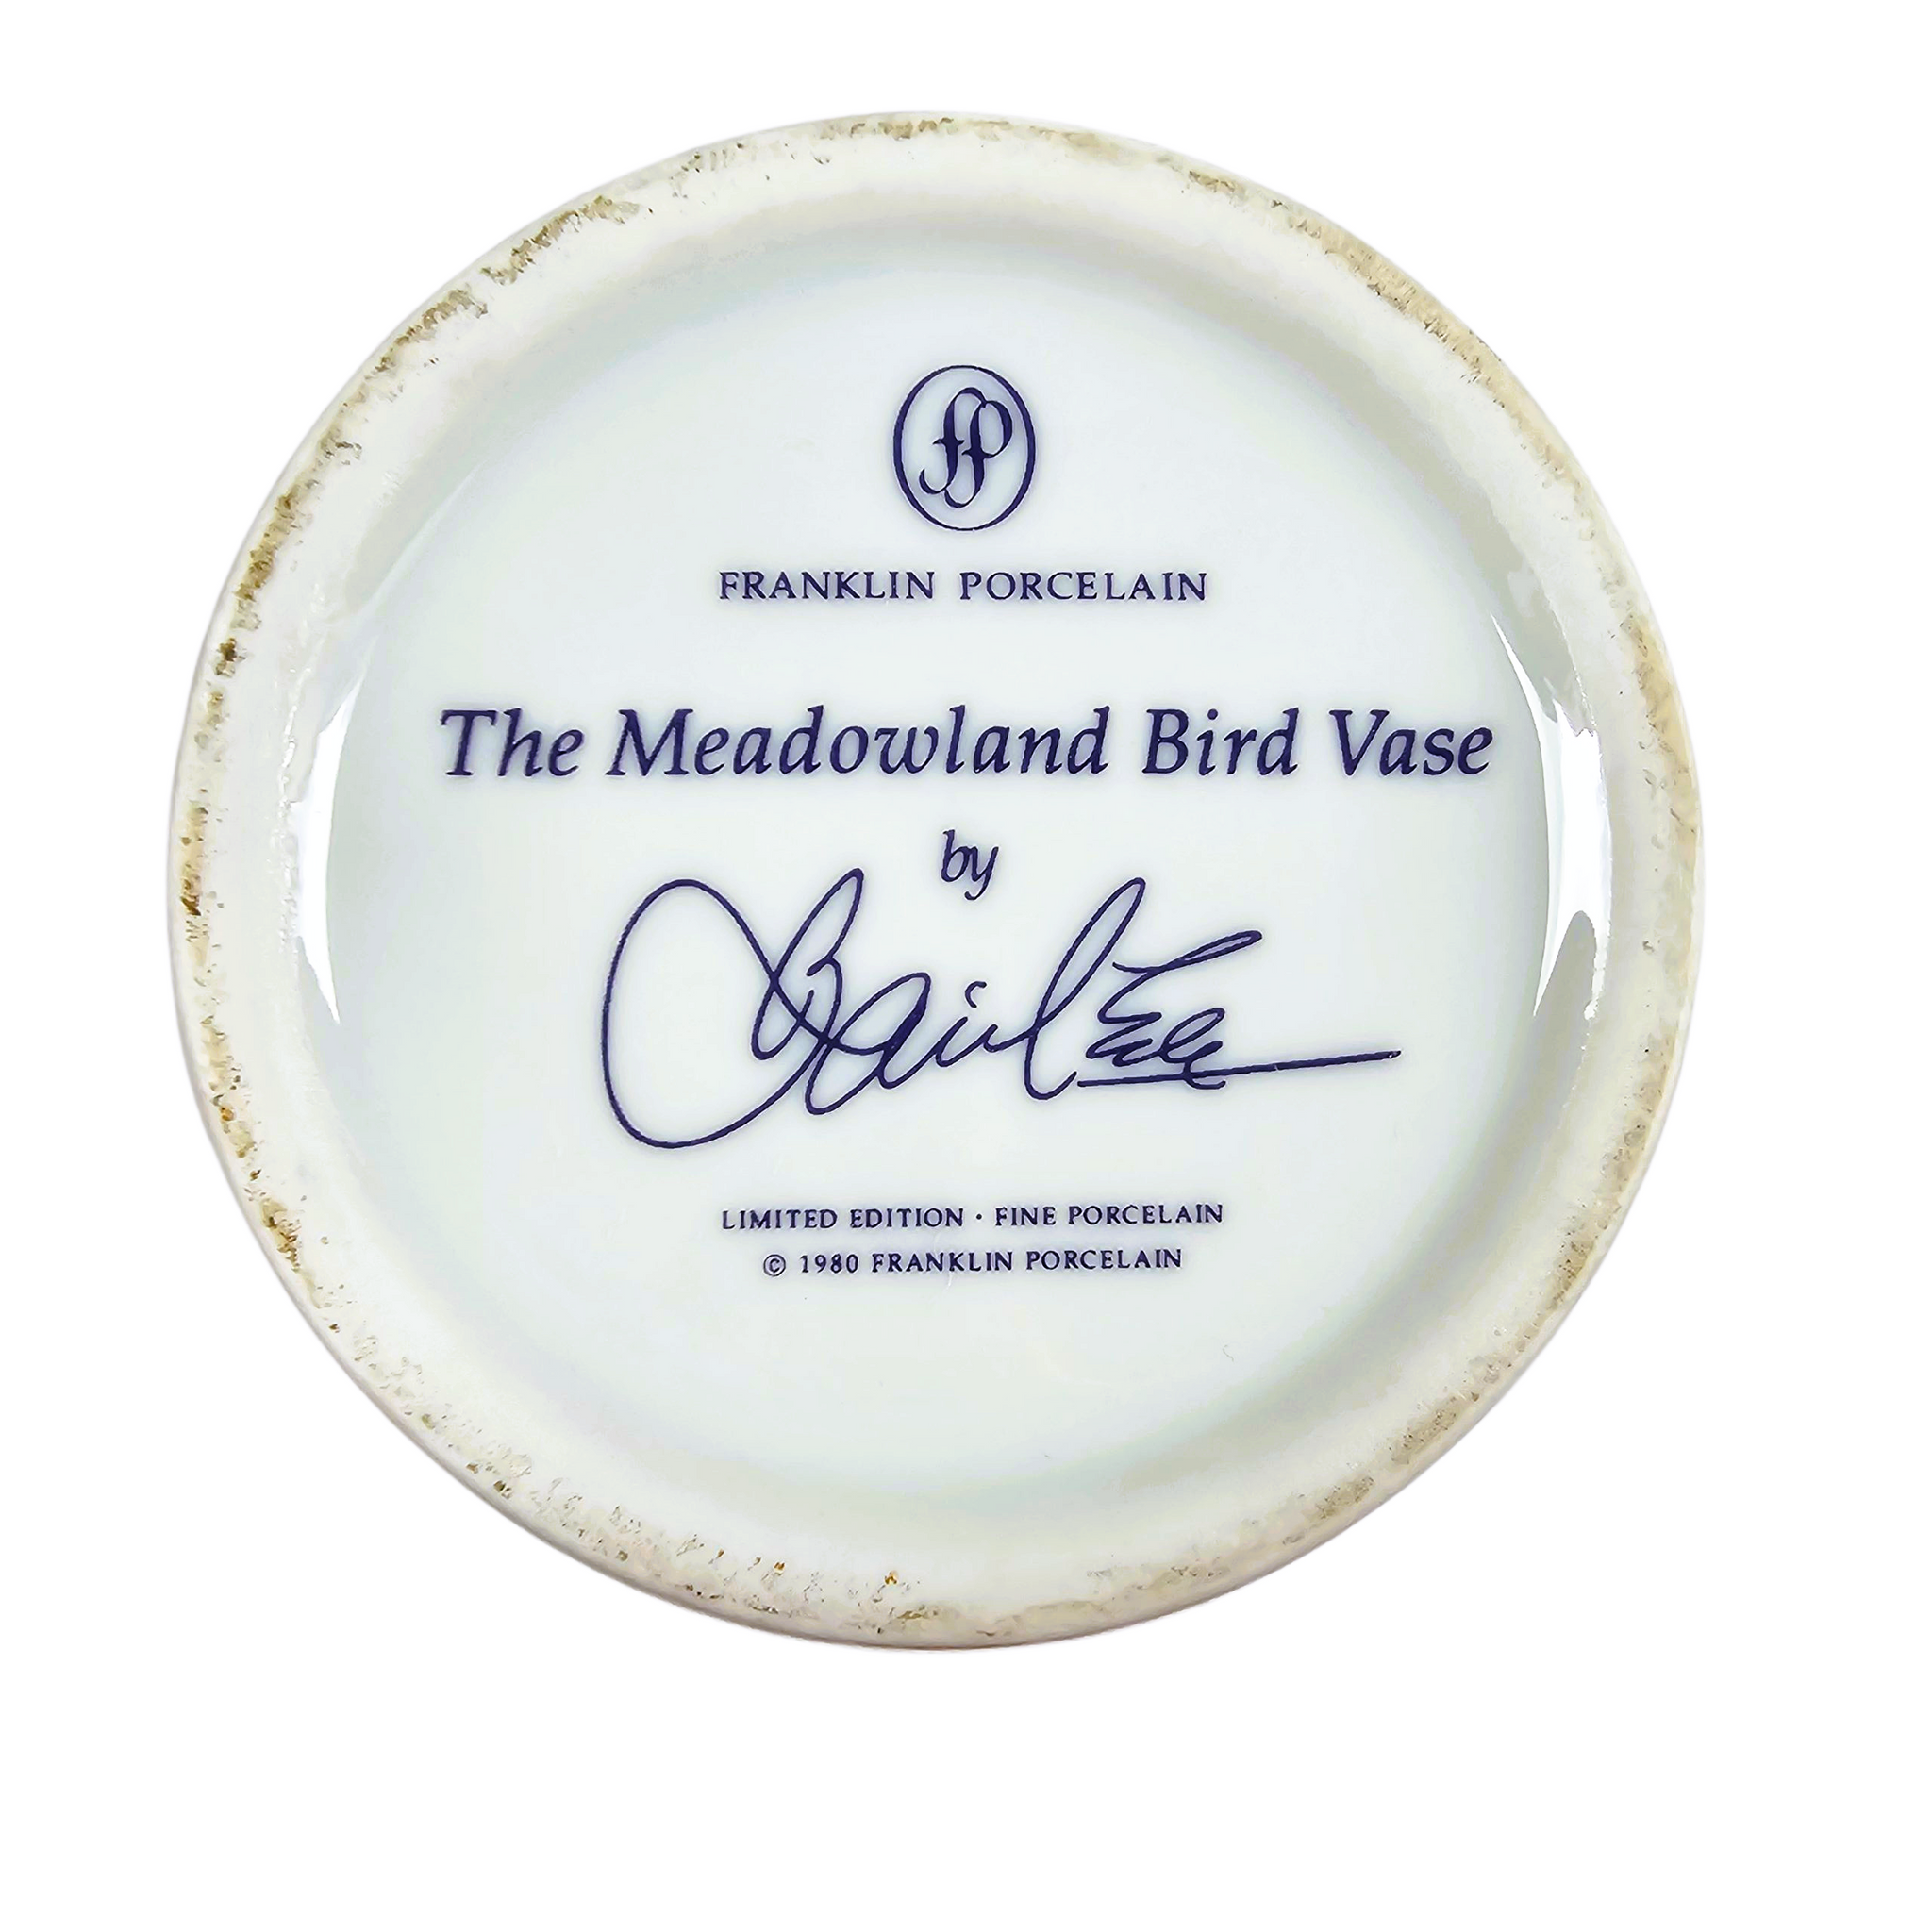 FP
FRANKLIN PORCELAIN
The Meadowland Bird Vase
by
LIMITED EDITION · FINE PORCELAIN
© 1980 FRANKLIN PORCELAIN